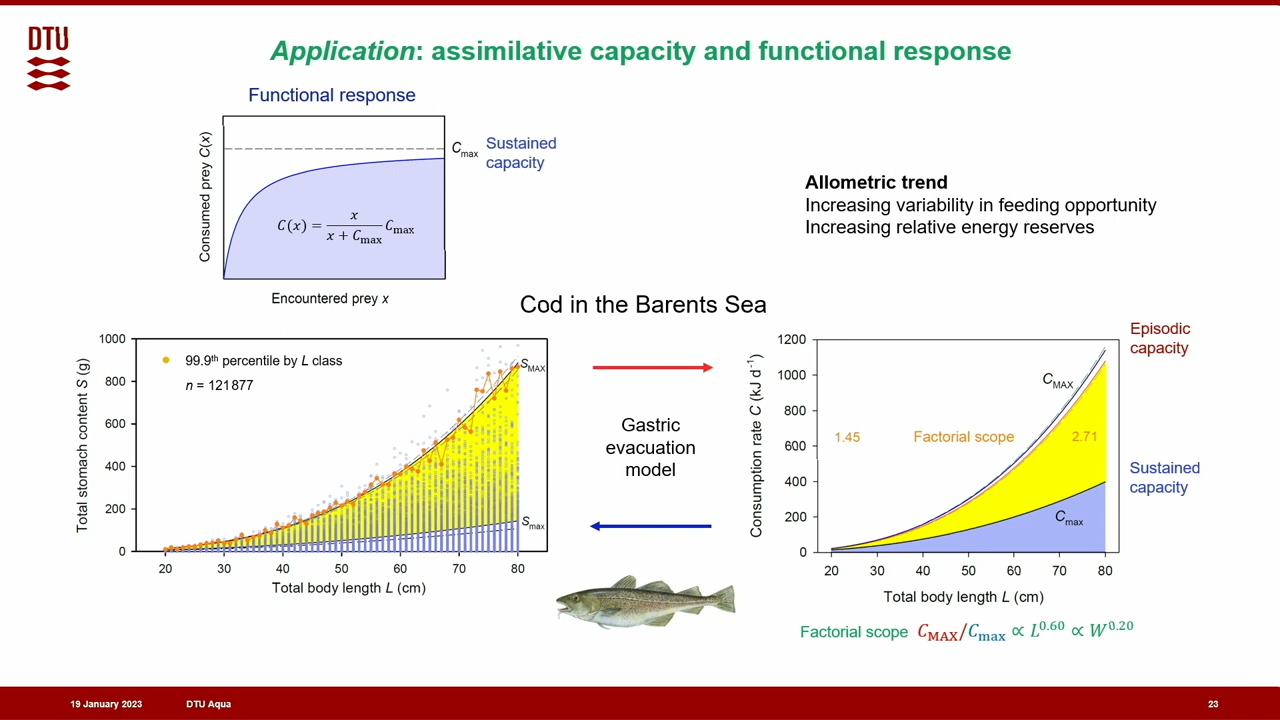 DTU
Application: assimilative capacity and functional response
Functional response
Consumed prey C(x)
C(x) = x / (x + Cmax) Cmax
Cmax
Sustained
capacity
Encountered prey x
Allometric trend
Increasing variability in feeding opportunity
Increasing relative energy reserves
Cod in the Barents Sea
Total stomach content S (g)
1000
800
600
400
200
0
99.9th percentile by L class
n = 121877
SMAX
Smax
20 30 40 50 60 70 80
Total body length L (cm)
Gastric
evacuation
model
Consumption rate C (kJ d-1)
1200
1000
800
600
400
200
0
CMAX
1.45 Factorial scope 2.71
Cmax
20 30 40 50 60 70 80
Total body length L (cm)
Episodic
capacity
Sustained
capacity
Factorial scope CMAX/Cmax ∝ L^0.60 ∝ W^0.20
19 January 2023 DTU Aqua 23